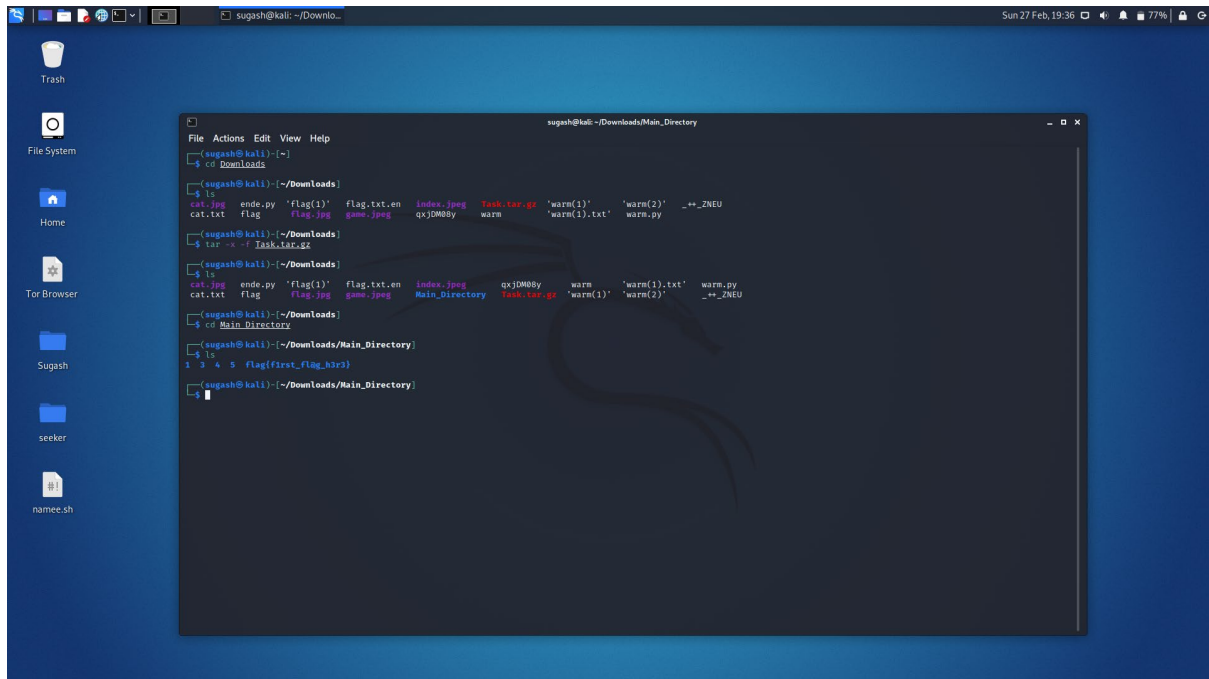 sugash@kali: ~/Downlo...
Sun 27 Feb, 19:36
77%
Trash
File System
Home
Tor Browser
Sugash
seeker
namee.sh
sugash@kali: ~/Downloads/Main_Directory
File Actions Edit View Help
┌──(sugash㉿kali)-[~]
└─$ cd Downloads
┌──(sugash㉿kali)-[~/Downloads]
└─$ ls
cat.jpg ende.py 'flag(1)' flag.txt.en index.jpeg Task.tar.gz 'warm(1)' 'warm(2)' _++_ZNEU
cat.txt flag flag.jpg game.jpeg qxjDM08y warm 'warm(1).txt' warm.py
┌──(sugash㉿kali)-[~/Downloads]
└─$ tar -x -f Task.tar.gz
┌──(sugash㉿kali)-[~/Downloads]
└─$ ls
cat.jpg ende.py 'flag(1)' flag.txt.en index.jpeg qxjDM08y warm 'warm(1).txt' warm.py
cat.txt flag flag.jpg game.jpeg Main_Directory Task.tar.gz 'warm(1)' 'warm(2)' _++_ZNEU
┌──(sugash㉿kali)-[~/Downloads]
└─$ cd Main_Directory
┌──(sugash㉿kali)-[~/Downloads/Main_Directory]
└─$ ls
1 3 4 5 flag{f1rst_fl@g_h3r3}
┌──(sugash㉿kali)-[~/Downloads/Main_Directory]
└─$